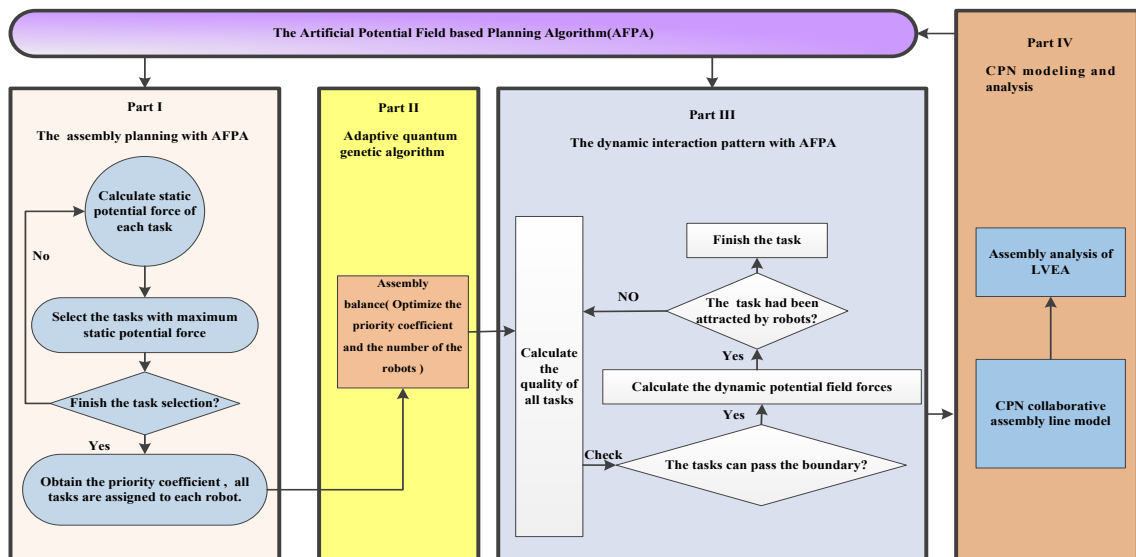 The Artificial Potential Field based Planning Algorithm(AFPA)
Part I
The assembly planning with AFPA
Calculate static
potential force of
each task
No
Select the tasks with maximum
static potential force
Finish the task selection?
Yes
Obtain the priority coefficient , all
tasks are assigned to each robot.
Part II
Adaptive quantum
genetic algorithm
Assembly
balance( Optimize the
priority coefficient
and the number of the
robots )
Part III
The dynamic interaction pattern with AFPA
Calculate
the
quality of
all tasks
Finish the task
NO
The task had been
attracted by robots?
Yes
Calculate the dynamic potential field forces
Yes
Check
The tasks can pass the boundary?
Part IV
CPN modeling and
analysis
Assembly analysis of
LVEA
CPN collaborative
assembly line model